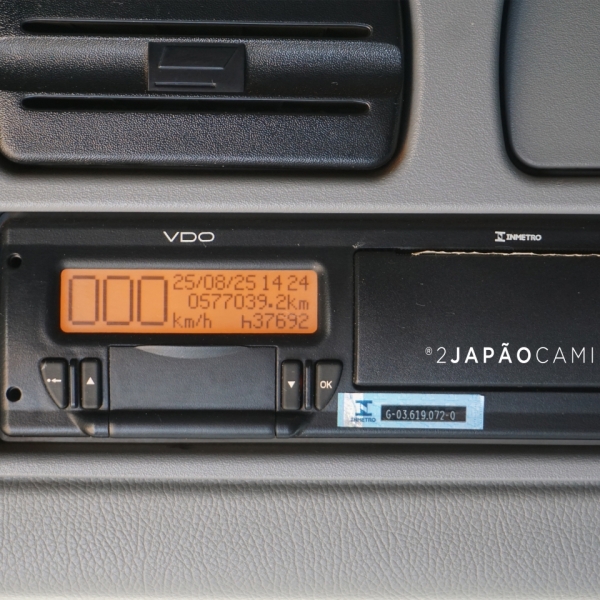 VDO
INMETRO
000
25/08/25 14 24
0577039.2km
km/h h37692
OK
INMETRO
G-03.619.072-0
®2JAPÃOCAMI